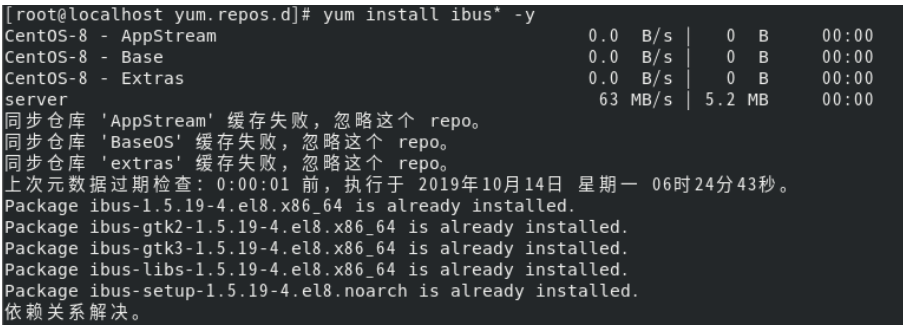 [root@localhost yum.repos.d]# yum install ibus* -y
CentOS-8 - AppStream 0.0 B/s | 0 B 00:00
CentOS-8 - Base 0.0 B/s | 0 B 00:00
CentOS-8 - Extras 0.0 B/s | 0 B 00:00
server 63 MB/s | 5.2 MB 00:00
同步仓库 'AppStream' 缓存失败，忽略这个 repo。
同步仓库 'BaseOS' 缓存失败，忽略这个 repo。
同步仓库 'extras' 缓存失败，忽略这个 repo。
上次元数据过期检查：0:00:01 前，执行于 2019年10月14日 星期一 06时24分43秒。
Package ibus-1.5.19-4.el8.x86_64 is already installed.
Package ibus-gtk2-1.5.19-4.el8.x86_64 is already installed.
Package ibus-gtk3-1.5.19-4.el8.x86_64 is already installed.
Package ibus-libs-1.5.19-4.el8.x86_64 is already installed.
Package ibus-setup-1.5.19-4.el8.noarch is already installed.
依赖关系解决。